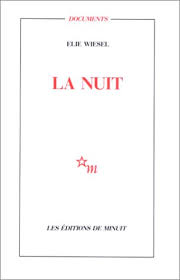 DOCUMENTS
ELIE WIESEL
LA NUIT
m
LES ÉDITIONS DE MINUIT